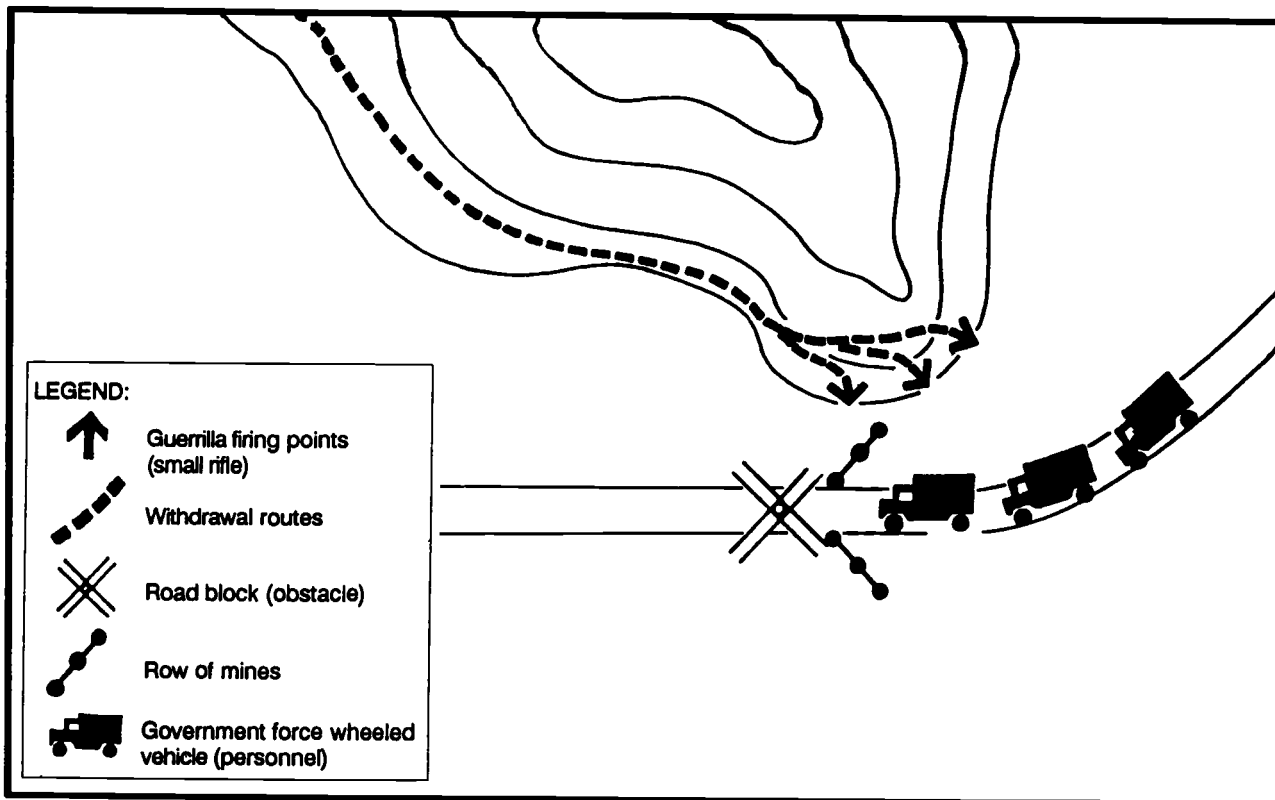 LEGEND:
Guerrilla firing points
(small rifle)
Withdrawal routes
Road block (obstacle)
Row of mines
Government force wheeled
vehicle (personnel)